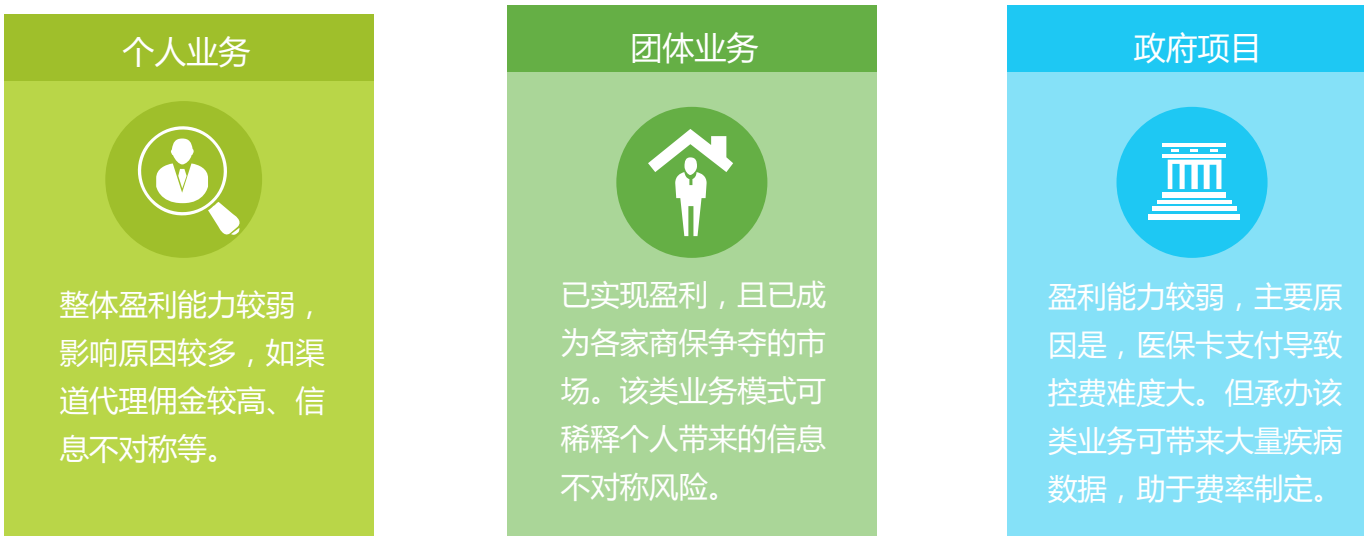 个人业务
整体盈利能力较弱，
影响原因较多，如渠
道代理佣金较高、信
息不对称等。
团体业务
已实现盈利，且已成
为各家商保争夺的市
场。该类业务模式可
稀释个人带来的信息
不对称风险。
政府项目
盈利能力较弱，主要原
因是，医保卡支付导致
控费难度大。但承办该
类业务可带来大量疾病
数据，助于费率制定。